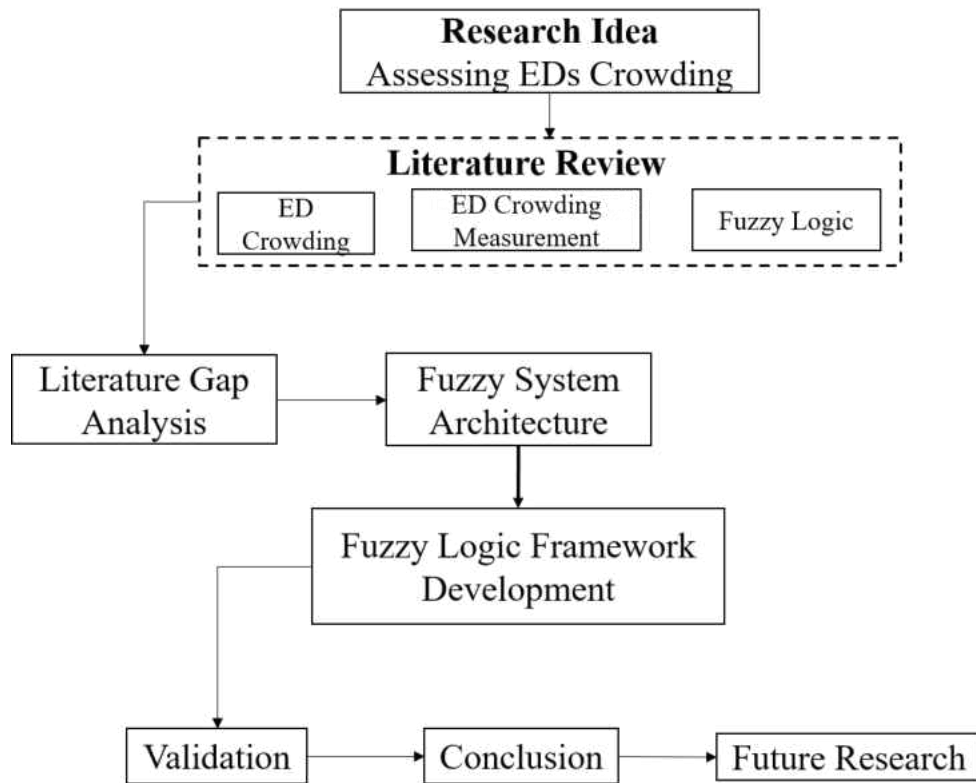 Research Idea
Assessing EDs Crowding
Literature Review
ED
Crowding
ED Crowding
Measurement
Fuzzy Logic
Literature Gap
Analysis
Fuzzy System
Architecture
Fuzzy Logic Framework
Development
Validation
Conclusion
Future Research